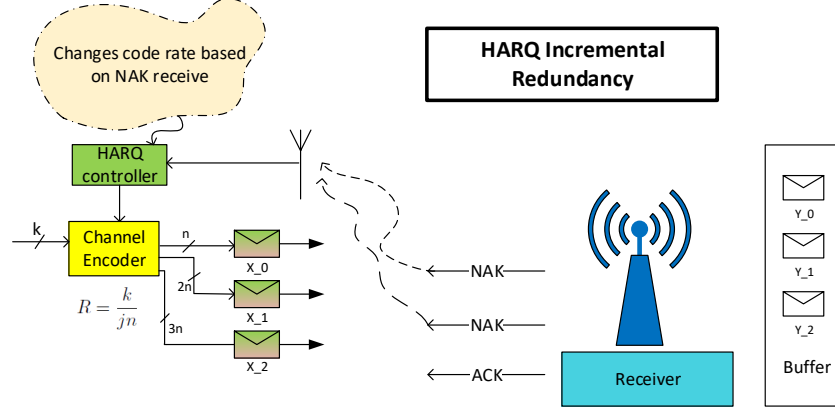 Changes code rate based
on NAK receive
HARQ Incremental
Redundancy
HARQ
controller
k
Channel
Encoder
n
X_0
2n
X_1
3n
X_2
R = k/jn
NAK
NAK
ACK
Receiver
Y_0
Y_1
Y_2
Buffer